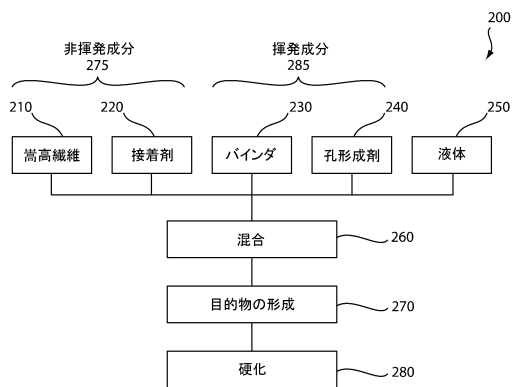 200
非揮発成分
275
揮発成分
285
210
220
230
240
250
嵩高繊維
接着剤
バインダ
孔形成剤
液体
混合
260
目的物の形成
270
硬化
280